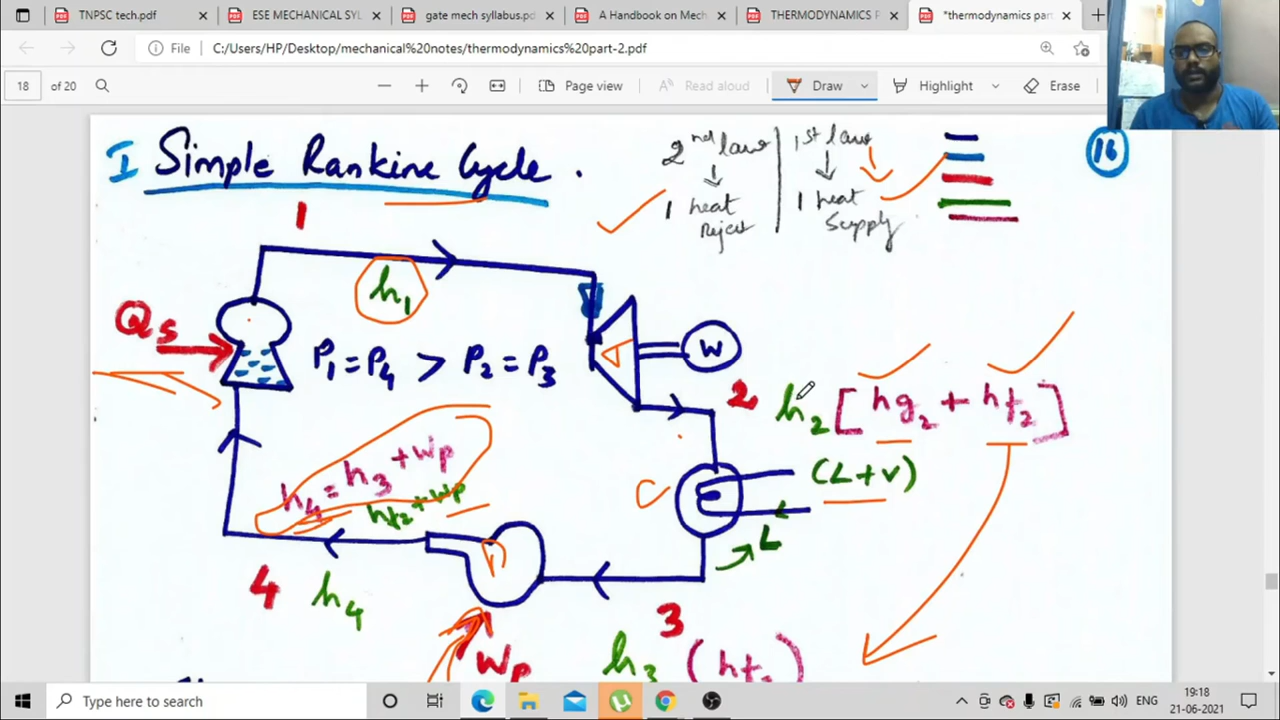 TNPSC tech.pdf
ESE MECHANICAL SYL
gate mech syllabus.pd
A Handbook on Mech
THERMODYNAMICS P
*thermodynamics par
File
C:/Users/HP/Desktop/mechanical%20notes/thermodynamics%20part-2.pdf
18 of 20
Page view
Read aloud
Draw
Highlight
Erase
I Simple Rankine Cycle.
2nd law
1 heat
Reject
1st law
1 heat
Supply
16
1
h1
Qs
P1 = P4 > P2 = P3
T
W
2
h2 [hg2 + hf2]
(L+V)
C
L
h4 = h3 + Wp
hf2 + Wp
4 h4
3
Wp
h3 (hf2)
Type here to search
ENG
19:18
21-06-2021